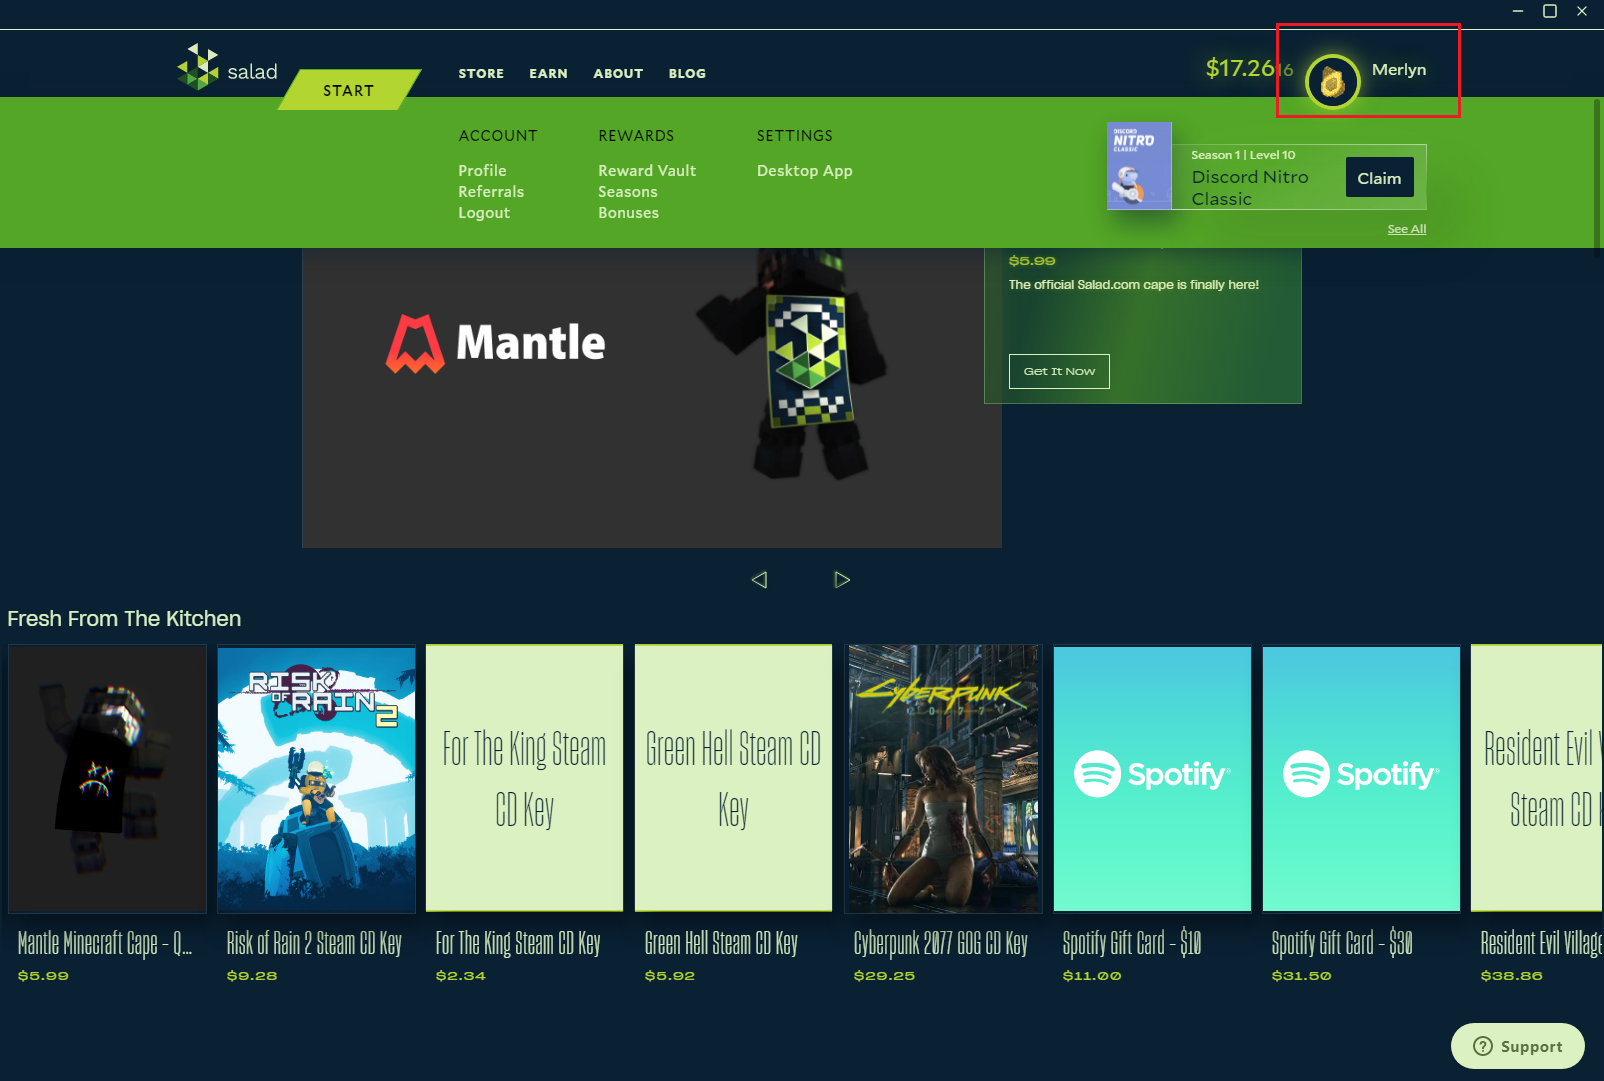 salad
START
STORE EARN ABOUT BLOG
$17.2616
Merlyn
ACCOUNT
Profile
Referrals
Logout
REWARDS
Reward Vault
Seasons
Bonuses
SETTINGS
Desktop App
DISCORD
NITRO
CLASSIC
Season 1 | Level 10
Discord Nitro
Classic
Claim
See All
Mantle
$5.99
The official Salad.com cape is finally here!
Get It Now
Fresh From The Kitchen
RISK
OF RAIN
2
For The King Steam
CD Key
Green Hell Steam CD
Key
Cyberpunk
2077
Spotify®
Spotify®
Resident Evil V
Steam CD
Mantle Minecraft Cape - Q...
$5.99
Risk of Rain 2 Steam CD Key
$9.28
For The King Steam CD Key
$2.34
Green Hell Steam CD Key
$5.92
Cyberpunk 2077 GOG CD Key
$29.25
Spotify Gift Card - $10
$11.00
Spotify Gift Card - $30
$31.50
Resident Evil Village
$38.86
Support